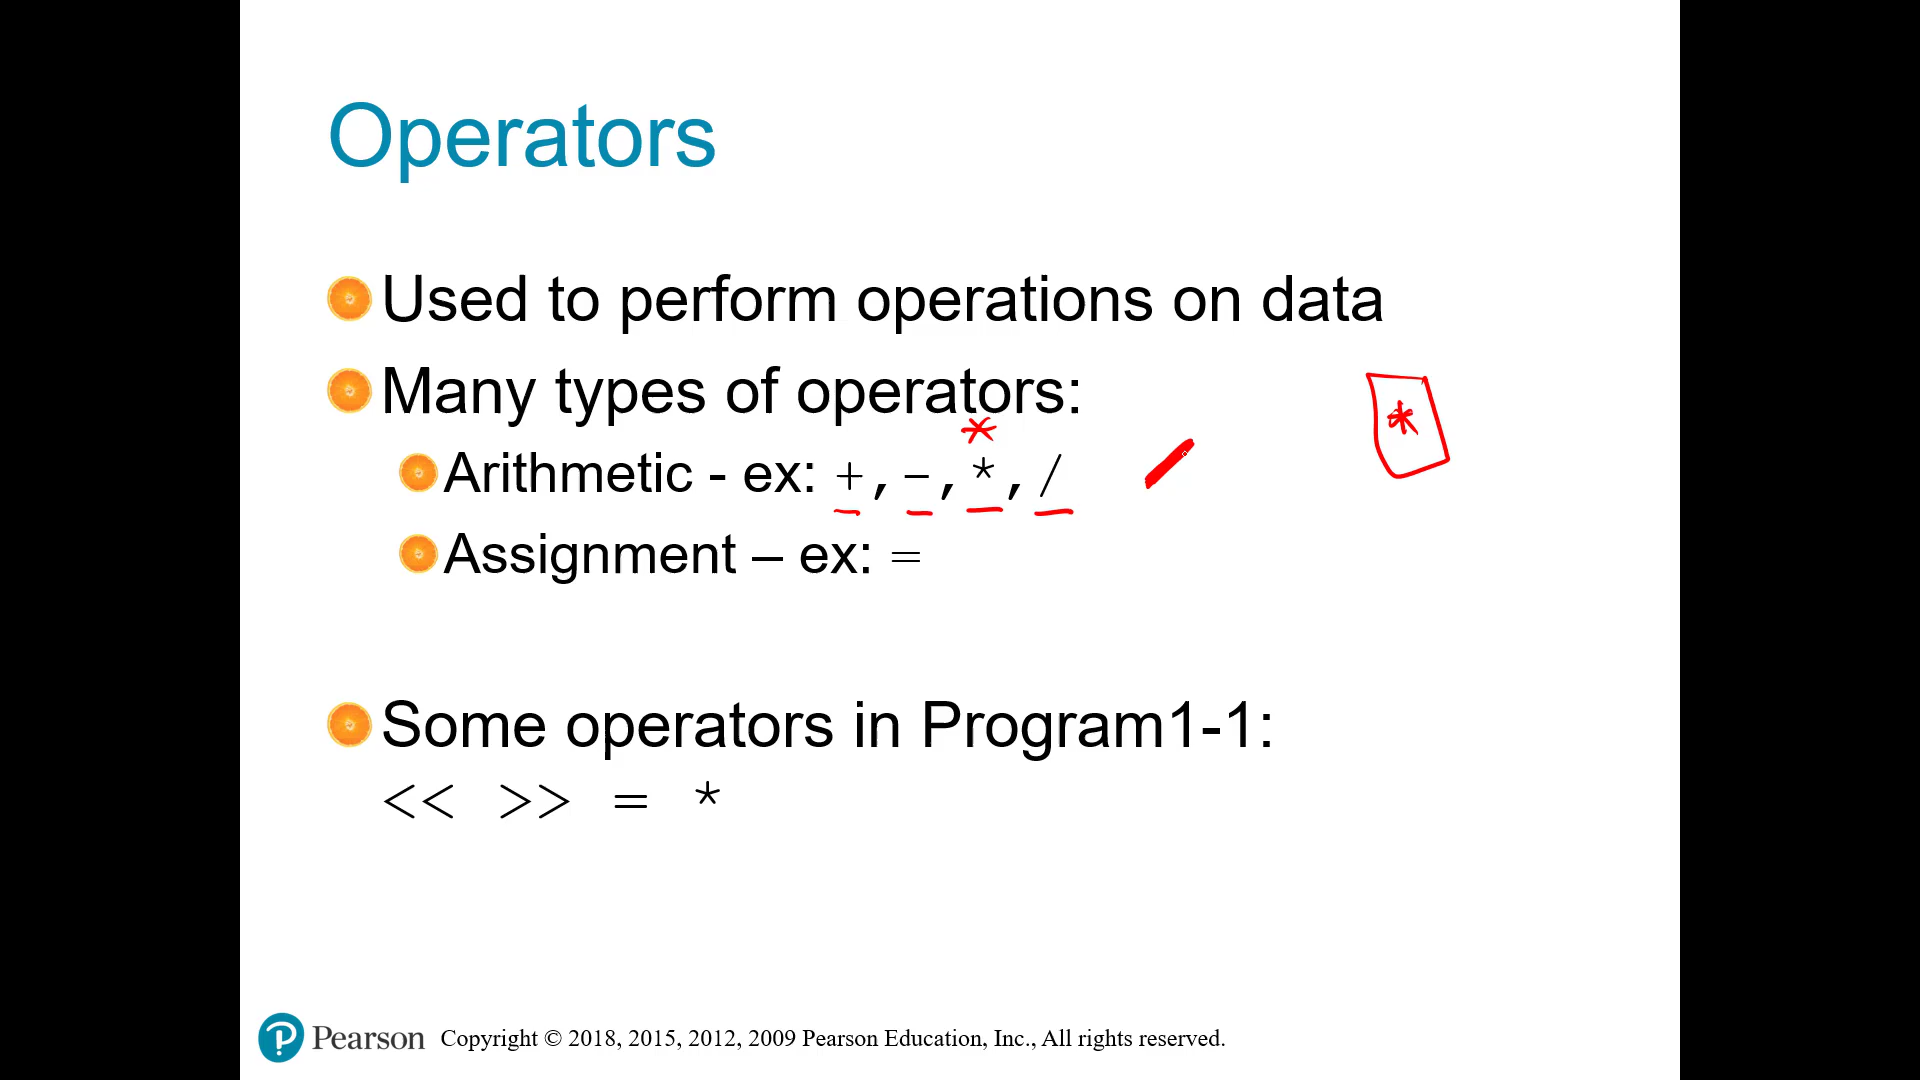 Operators
Used to perform operations on data
Many types of operators:
*
*
Arithmetic - ex: +,-,*,/
/
Assignment – ex: =
Some operators in Program1-1:
<< >> = *
Pearson Copyright © 2018, 2015, 2012, 2009 Pearson Education, Inc., All rights reserved.